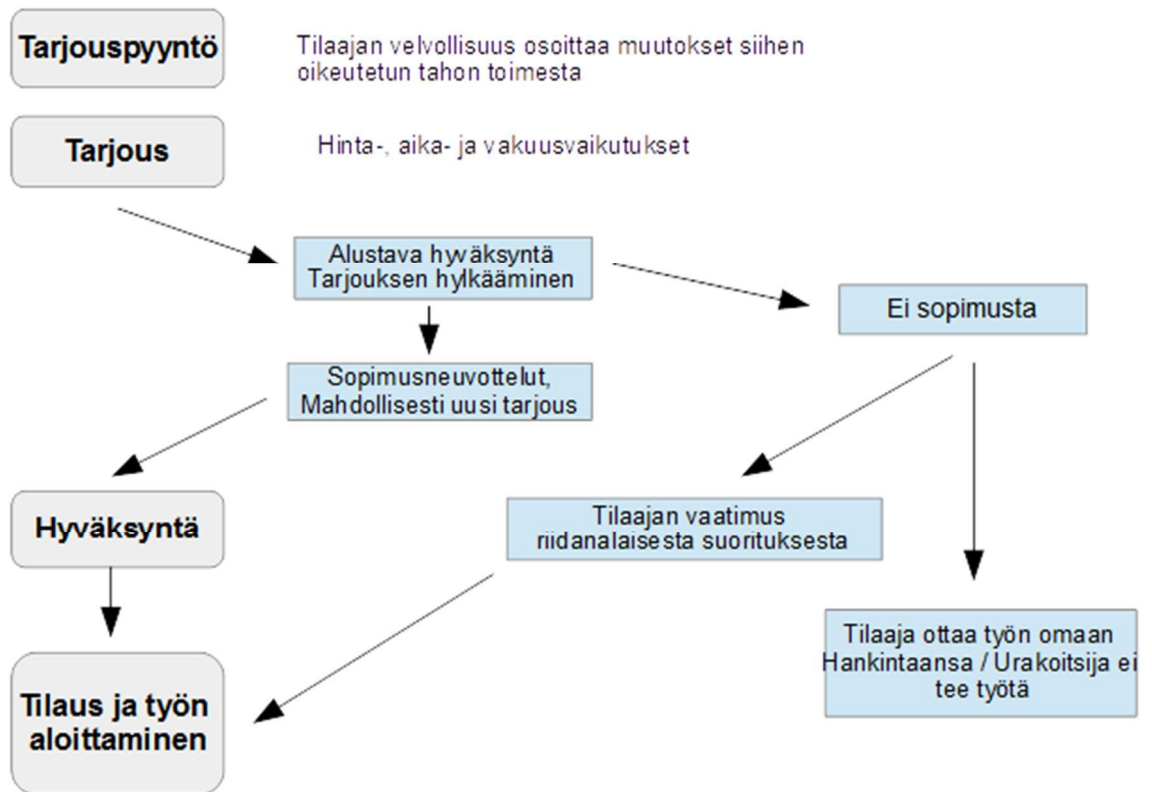 Tarjouspyyntö
Tilaajan velvollisuus osoittaa muutokset siihen
oikeutetun tahon toimesta
Tarjous
Hinta-, aika- ja vakuusvaikutukset
Alustava hyväksyntä
Tarjouksen hylkääminen
Ei sopimusta
Sopimusneuvottelut,
Mahdollisesti uusi tarjous
Hyväksyntä
Tilaajan vaatimus
riidanalaisesta suorituksesta
Tilaaja ottaa työn omaan
Hankintaansa / Urakoitsija ei
tee työtä
Tilaus ja työn
aloittaminen